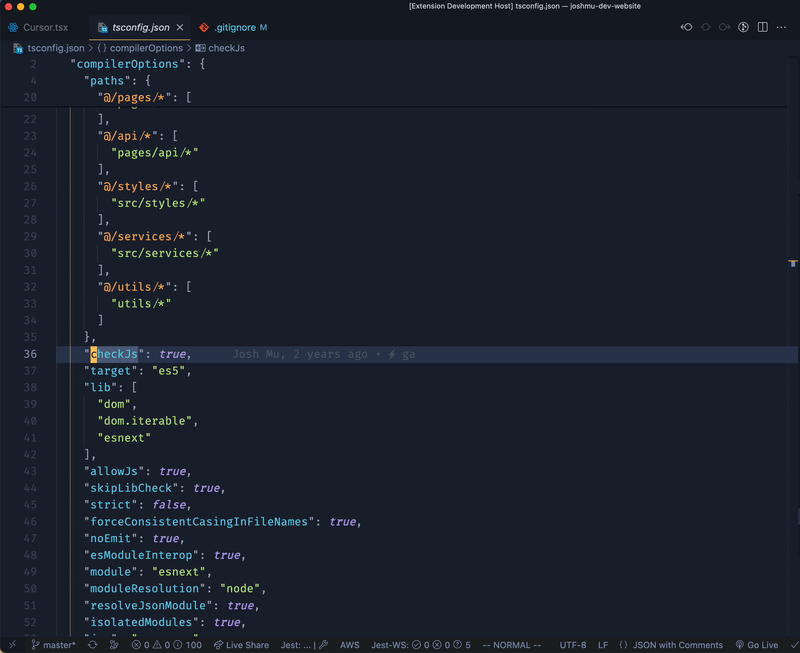 [Extension Development Host] tsconfig.json — joshmu-dev-website
Cursor.tsx
tsconfig.json
.gitignore M
tsconfig.json > {} compilerOptions > checkJs
2 "compilerOptions": {
4 "paths": {
20 "@/pages/*": [
22 ],
23 "@/api/*": [
24 "pages/api/*"
25 ],
26 "@/styles/*": [
27 "src/styles/*"
28 ],
29 "@/services/*": [
30 "src/services/*"
31 ],
32 "@/utils/*": [
33 "utils/*"
34 ]
35 },
36 "checkJs": true, Josh Mu, 2 years ago • ⚡ ga
37 "target": "es5",
38 "lib": [
39 "dom",
40 "dom.iterable",
41 "esnext"
42 ],
43 "allowJs": true,
44 "skipLibCheck": true,
45 "strict": false,
46 "forceConsistentCasingInFileNames": true,
47 "noEmit": true,
48 "esModuleInterop": true,
49 "module": "esnext",
50 "moduleResolution": "node",
51 "resolveJsonModule": true,
52 "isolatedModules": true,
master* 0 0 100 Live Share Jest: ... | AWS Jest-WS: 0 0 5 -- NORMAL -- UTF-8 LF {} JSON with Comments Go Live